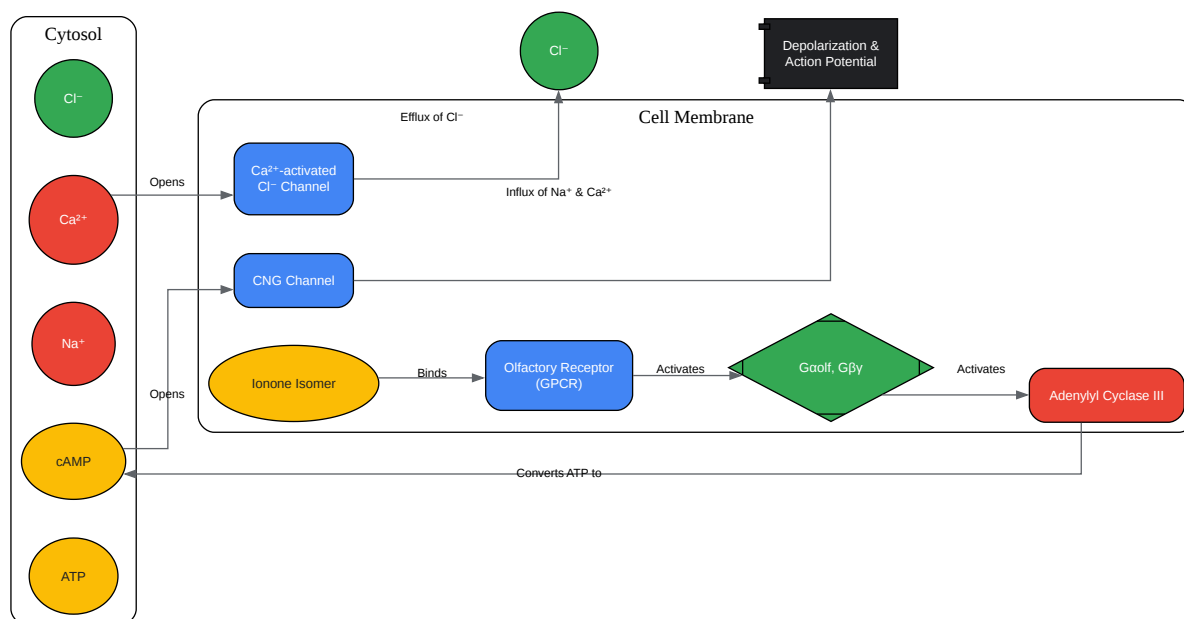 Cytosol
Cl⁻
Ca²⁺
Na⁺
cAMP
ATP
Opens
Opens
Cl⁻
Depolarization &
Action Potential
Cell Membrane
Efflux of Cl⁻
Ca²⁺-activated
Cl⁻ Channel
Influx of Na⁺ & Ca²⁺
CNG Channel
Ionone Isomer
Binds
Olfactory Receptor
(GPCR)
Activates
Gαolf, Gβγ
Activates
Adenylyl Cyclase III
Converts ATP to